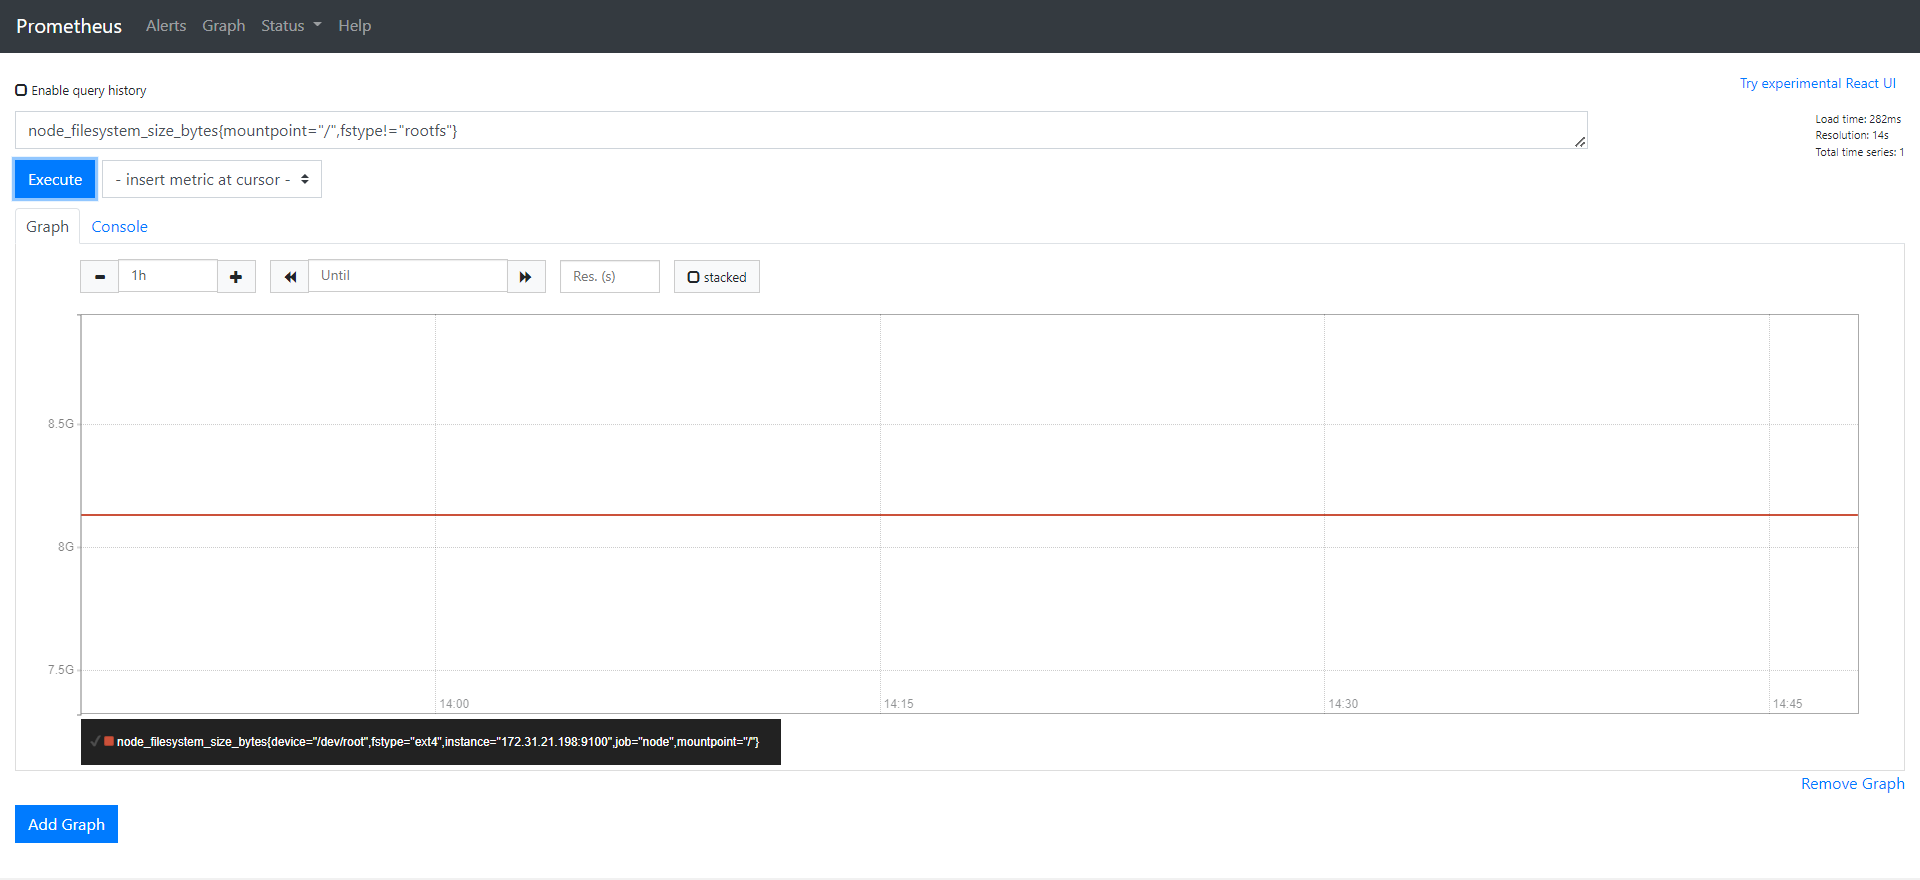 Prometheus Alerts Graph Status Help
Enable query history
Try experimental React UI
node_filesystem_size_bytes{mountpoint="/",fstype!="rootfs"}
Load time: 282ms
Resolution: 14s
Total time series: 1
Execute - insert metric at cursor -
Graph Console
1h Until Res. (s) stacked
8.5G
8G
7.5G
14:00 14:15 14:30 14:45
node_filesystem_size_bytes{device="/dev/root",fstype="ext4",instance="172.31.21.198:9100",job="node",mountpoint="/"}
Remove Graph
Add Graph